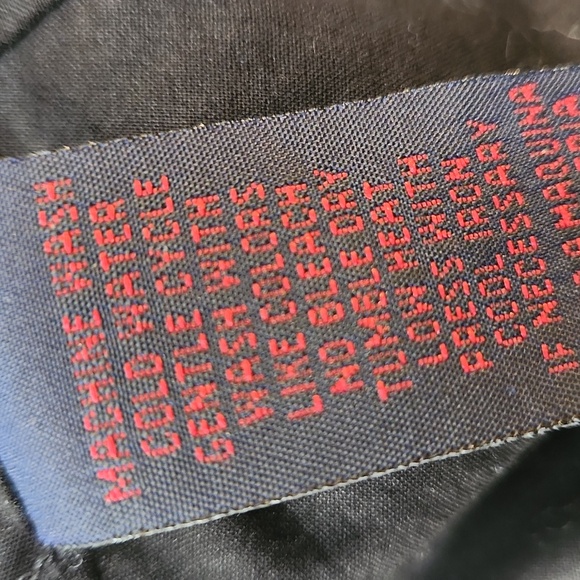 MACHINE WASH
COLD WATER
GENTLE CYCLE
WASH WITH
LIKE COLORS
NO BLEACH
TUMBLE DRY
LOW HEAT
PRESS WITH
COOL IRON
IF NECESSARY
MAQUINA